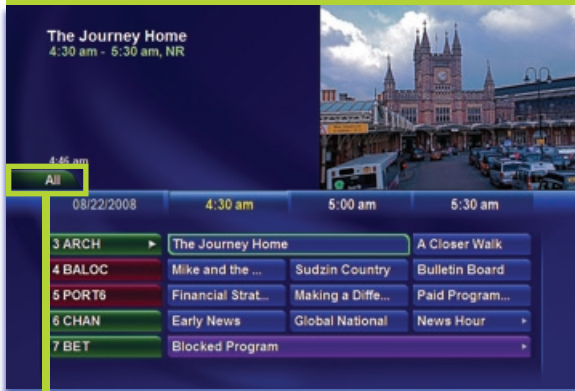 The Journey Home
4:30 am - 5:30 am, NR
4:46 am
All
08/22/2008 4:30 am 5:00 am 5:30 am
3 ARCH The Journey Home A Closer Walk
4 BALOC Mike and the ... Sudzin Country Bulletin Board
5 PORT6 Financial Strat... Making a Diffe... Paid Program...
6 CHAN Early News Global National News Hour
7 BET Blocked Program